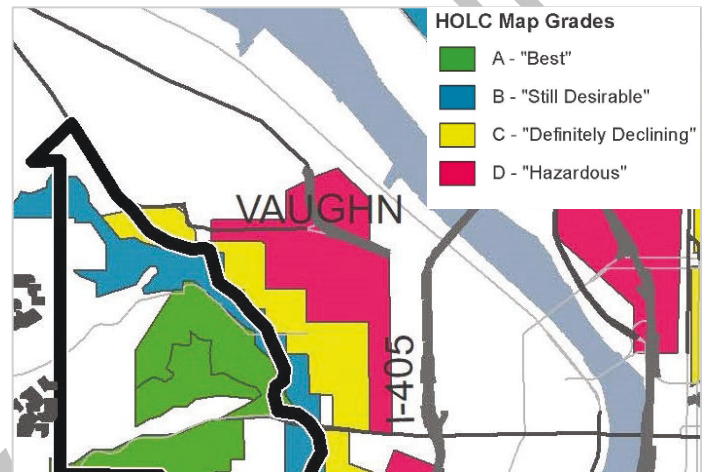 HOLC Map Grades
A - "Best"
B - "Still Desirable"
C - "Definitely Declining"
D - "Hazardous"
VAUGHN
I-405